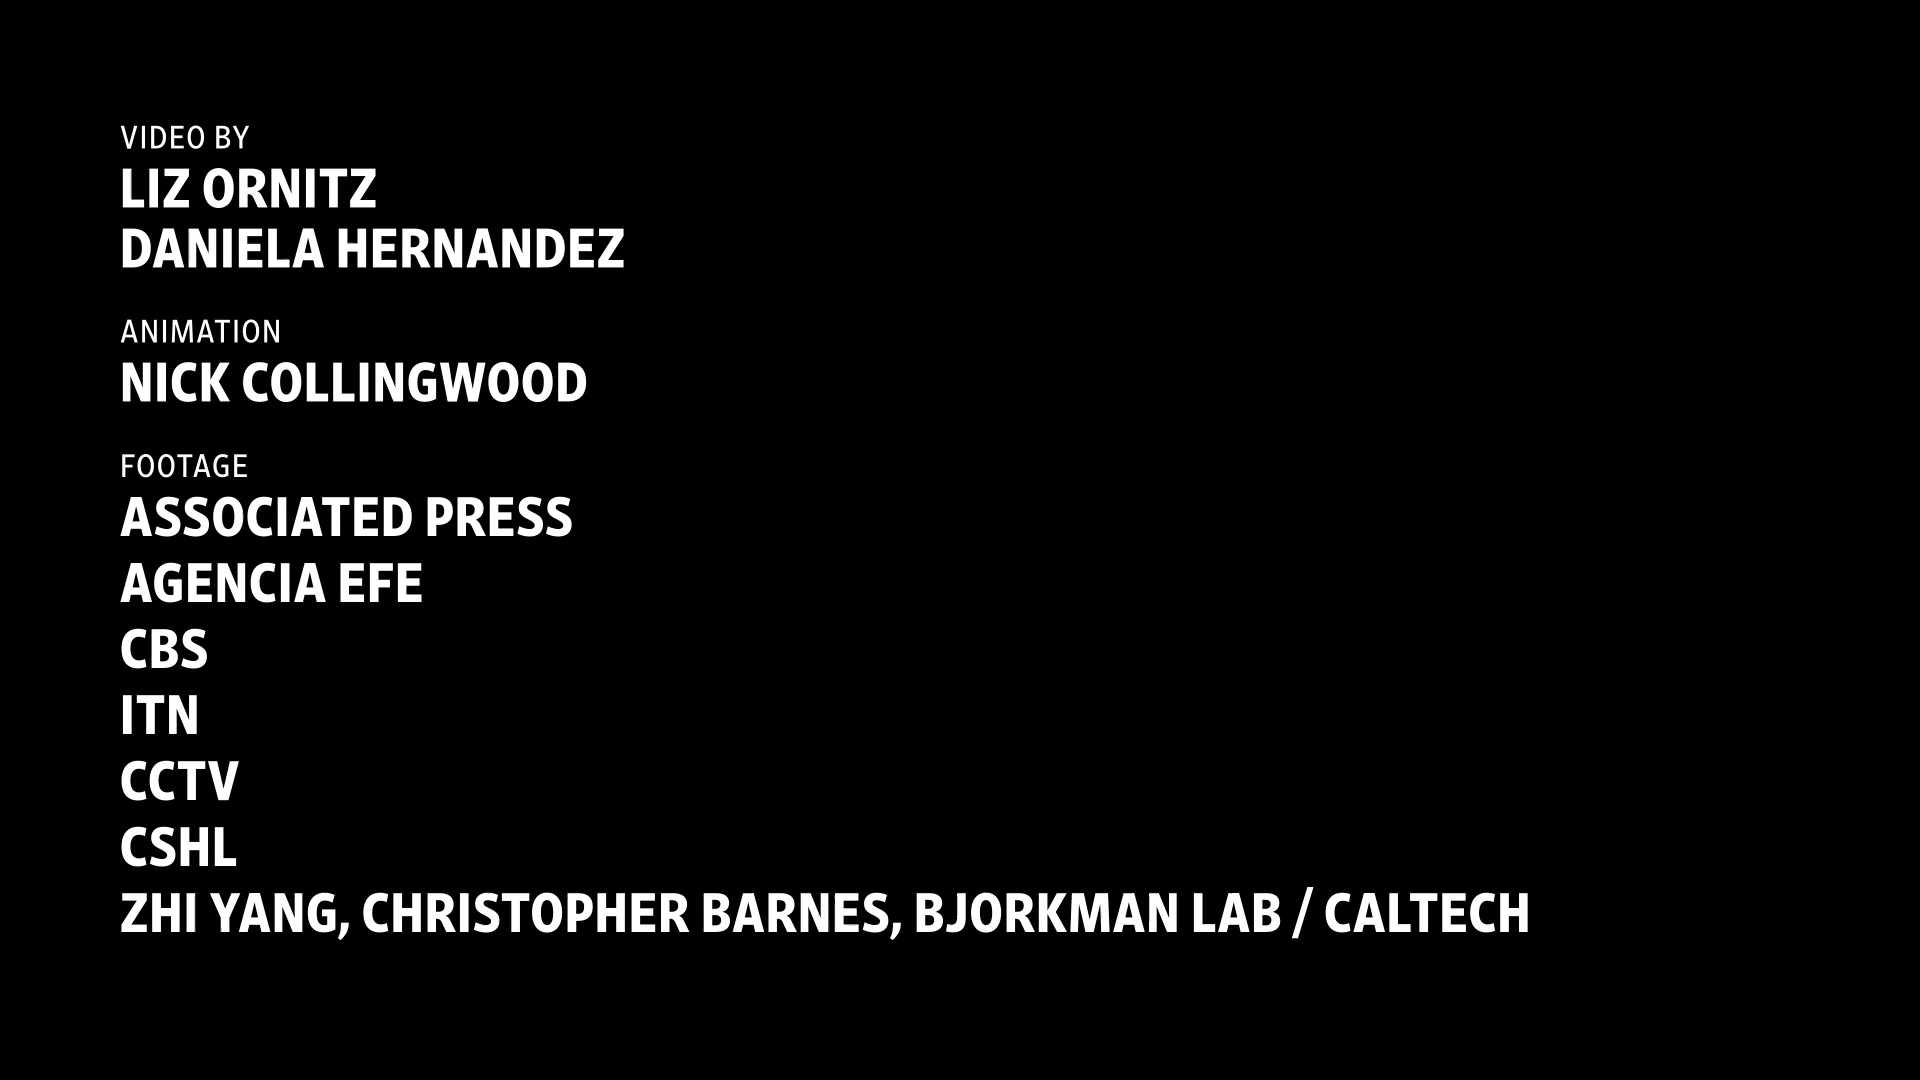 VIDEO BY
LIZ ORNITZ
DANIELA HERNANDEZ
ANIMATION
NICK COLLINGWOOD
FOOTAGE
ASSOCIATED PRESS
AGENCIA EFE
CBS
ITN
CCTV
CSHL
ZHI YANG, CHRISTOPHER BARNES, BJORKMAN LAB / CALTECH